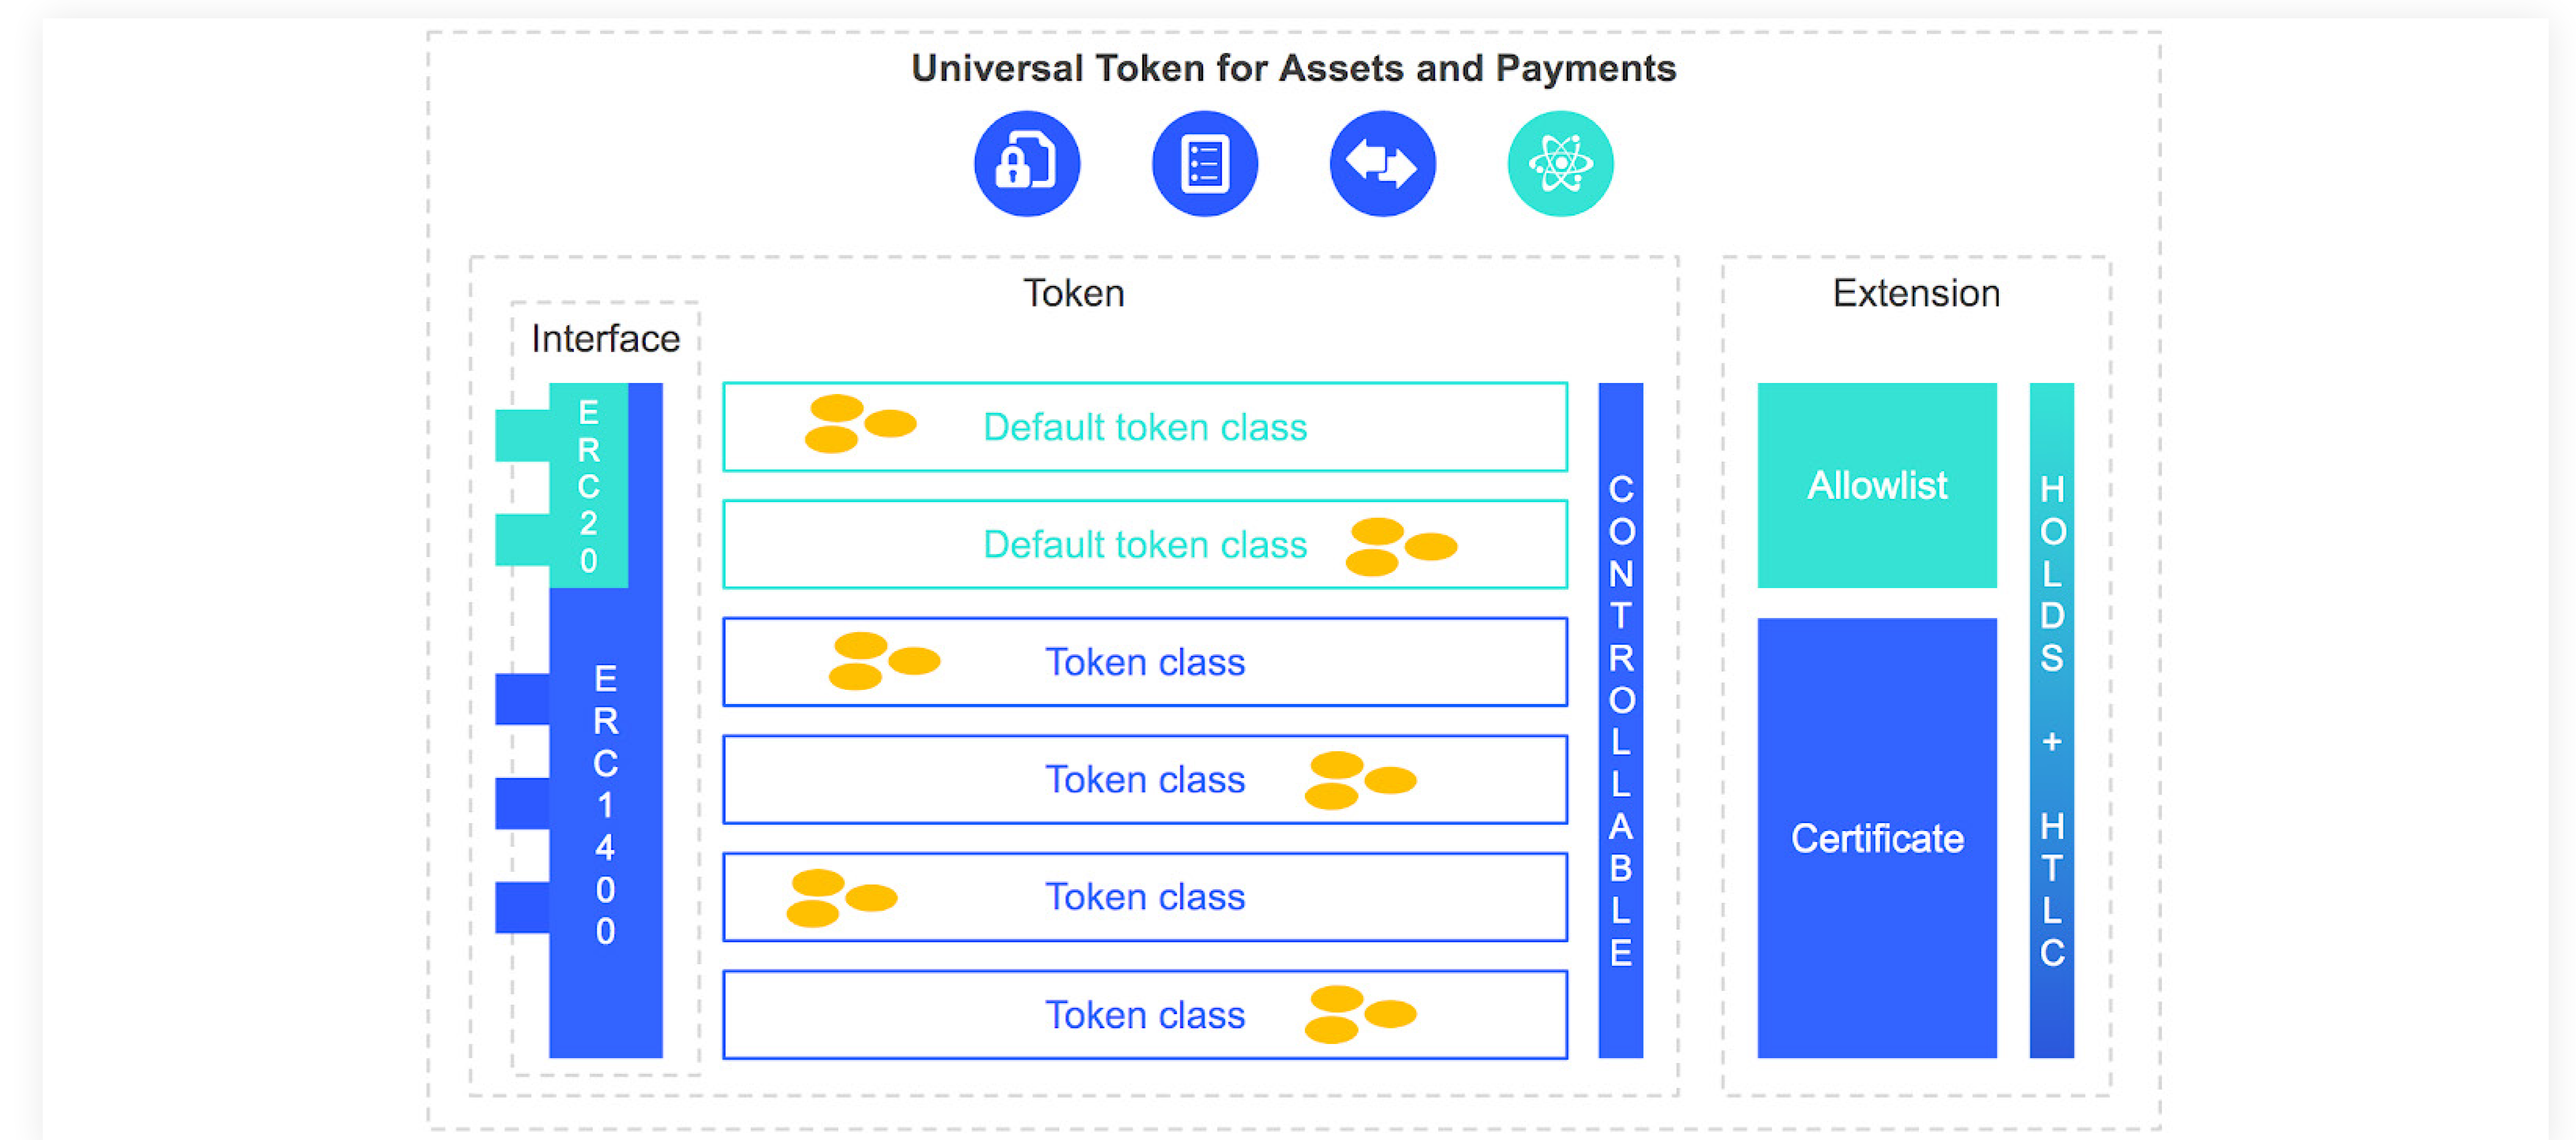 Universal Token for Assets and Payments
Token
Extension
Interface
ERC20
ERC1400
Default token class
Default token class
Token class
Token class
Token class
Token class
CONTROLLABLE
Allowlist
Certificate
HOLDS + HTLC